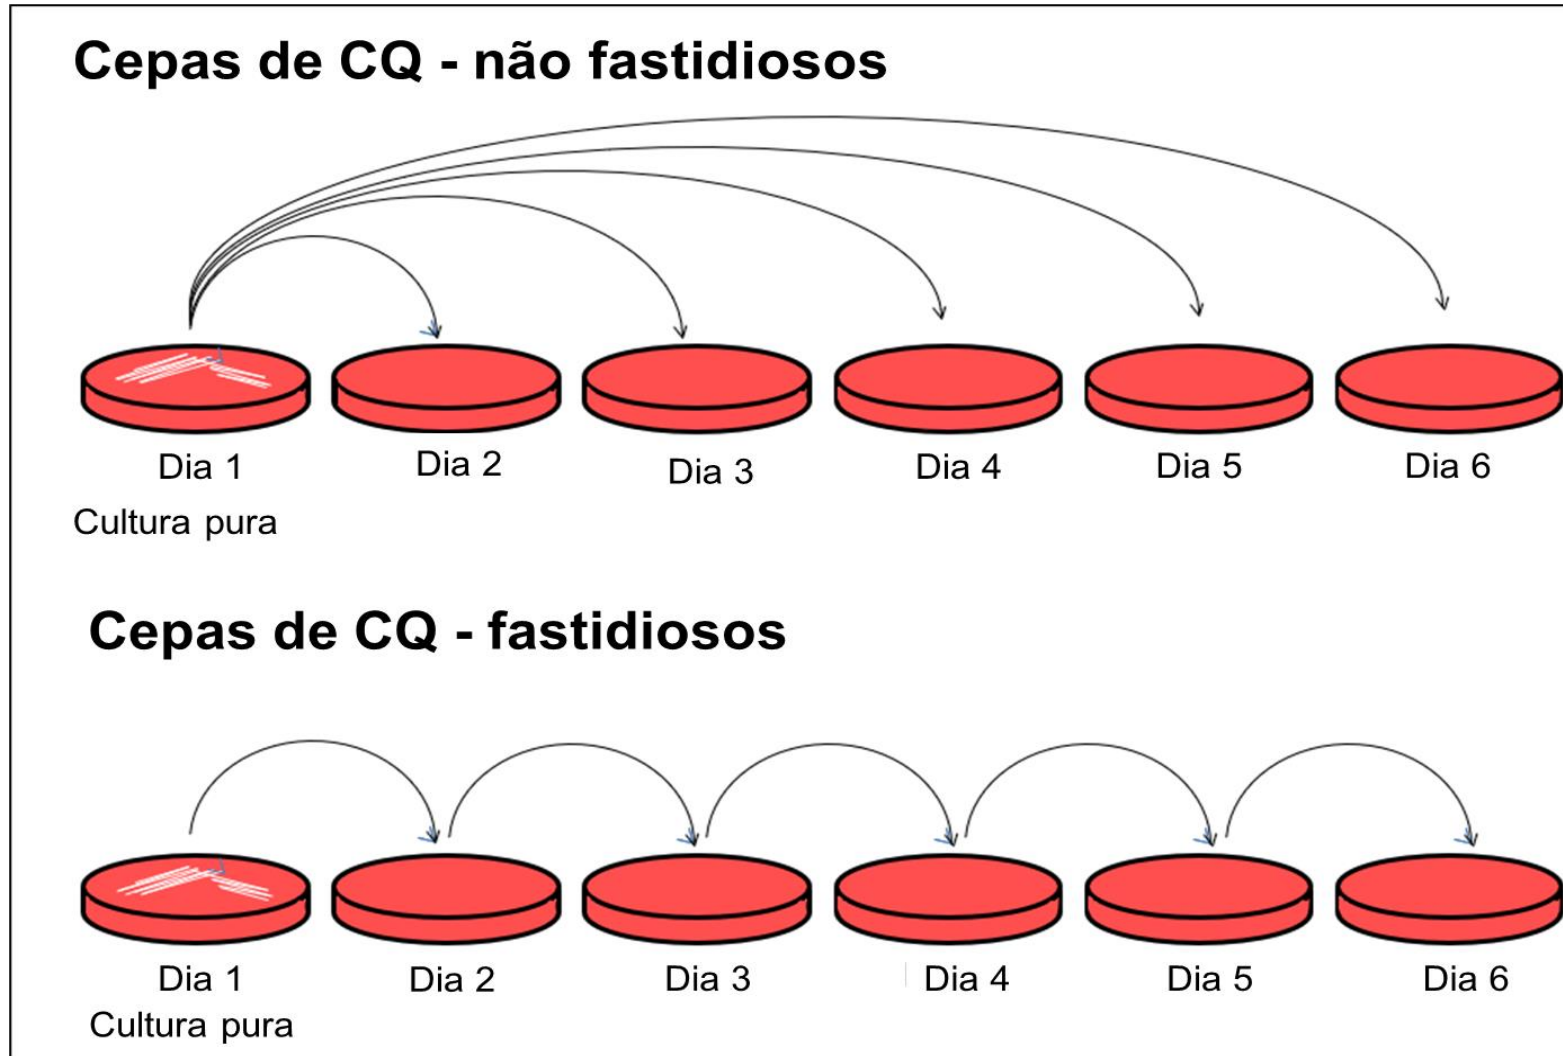 Cepas de CQ - não fastidiosos
Dia 1 Dia 2 Dia 3 Dia 4 Dia 5 Dia 6
Cultura pura
Cepas de CQ - fastidiosos
Dia 1 Dia 2 Dia 3 Dia 4 Dia 5 Dia 6
Cultura pura